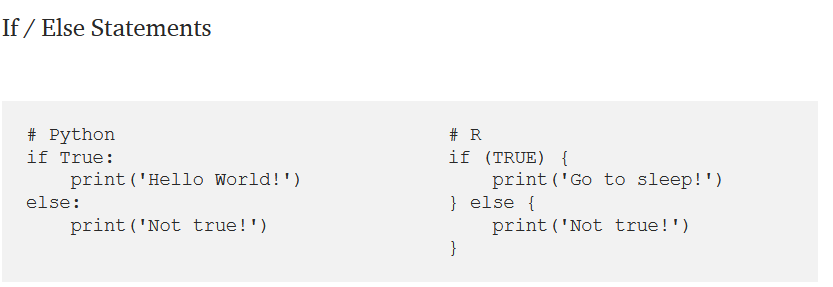 If / Else Statements
# Python
if True:
    print('Hello World!')
else:
    print('Not true!')
# R
if (TRUE) {
    print('Go to sleep!')
} else {
    print('Not true!')
}